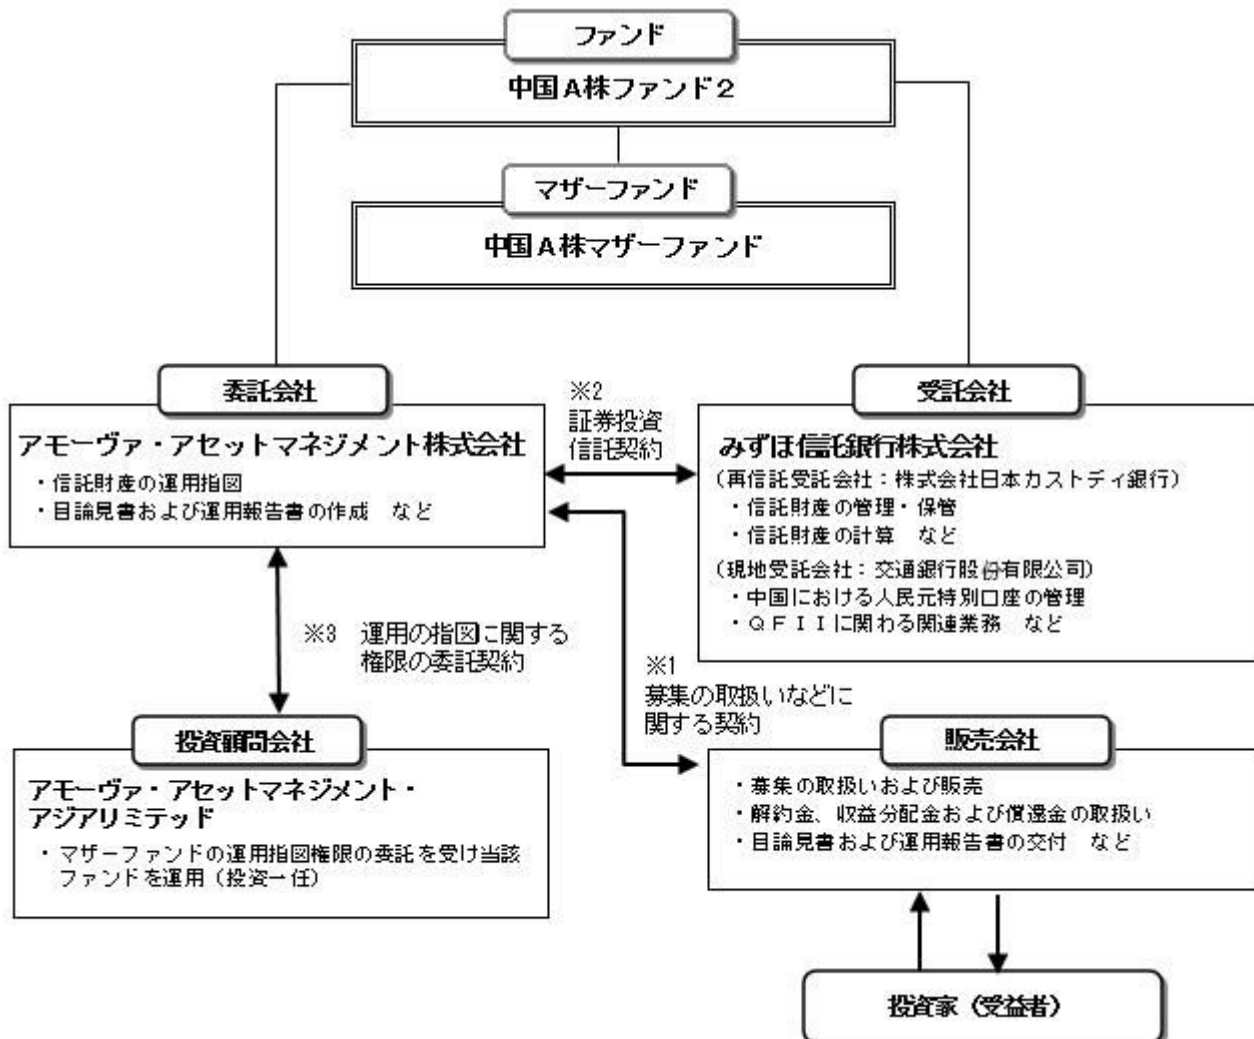 ファンド
中国A株ファンド2
マザーファンド
中国A株マザーファンド
委託会社
アモーヴァ・アセットマネジメント株式会社
・信託財産の運用指図
・目論見書および運用報告書の作成 など
※2
証券投資
信託契約
受託会社
みずほ信託銀行株式会社
(再信託受託会社:株式会社日本カストディ銀行)
・信託財産の管理・保管
・信託財産の計算 など
(現地受託会社:交通銀行股份有限公司)
・中国における人民元特別口座の管理
・QFIIに関わる関連業務 など
※3 運用の指図に関する
権限の委託契約
※1
募集の取扱いなどに
関する契約
投資顧問会社
アモーヴァ・アセットマネジメント・
アジアリミテッド
・マザーファンドの運用指図権限の委託を受け当該
ファンドを運用(投資一任)
販売会社
・募集の取扱いおよび販売
・解約金、収益分配金および償還金の取扱い
・目論見書および運用報告書の交付 など
投資家(受益者)